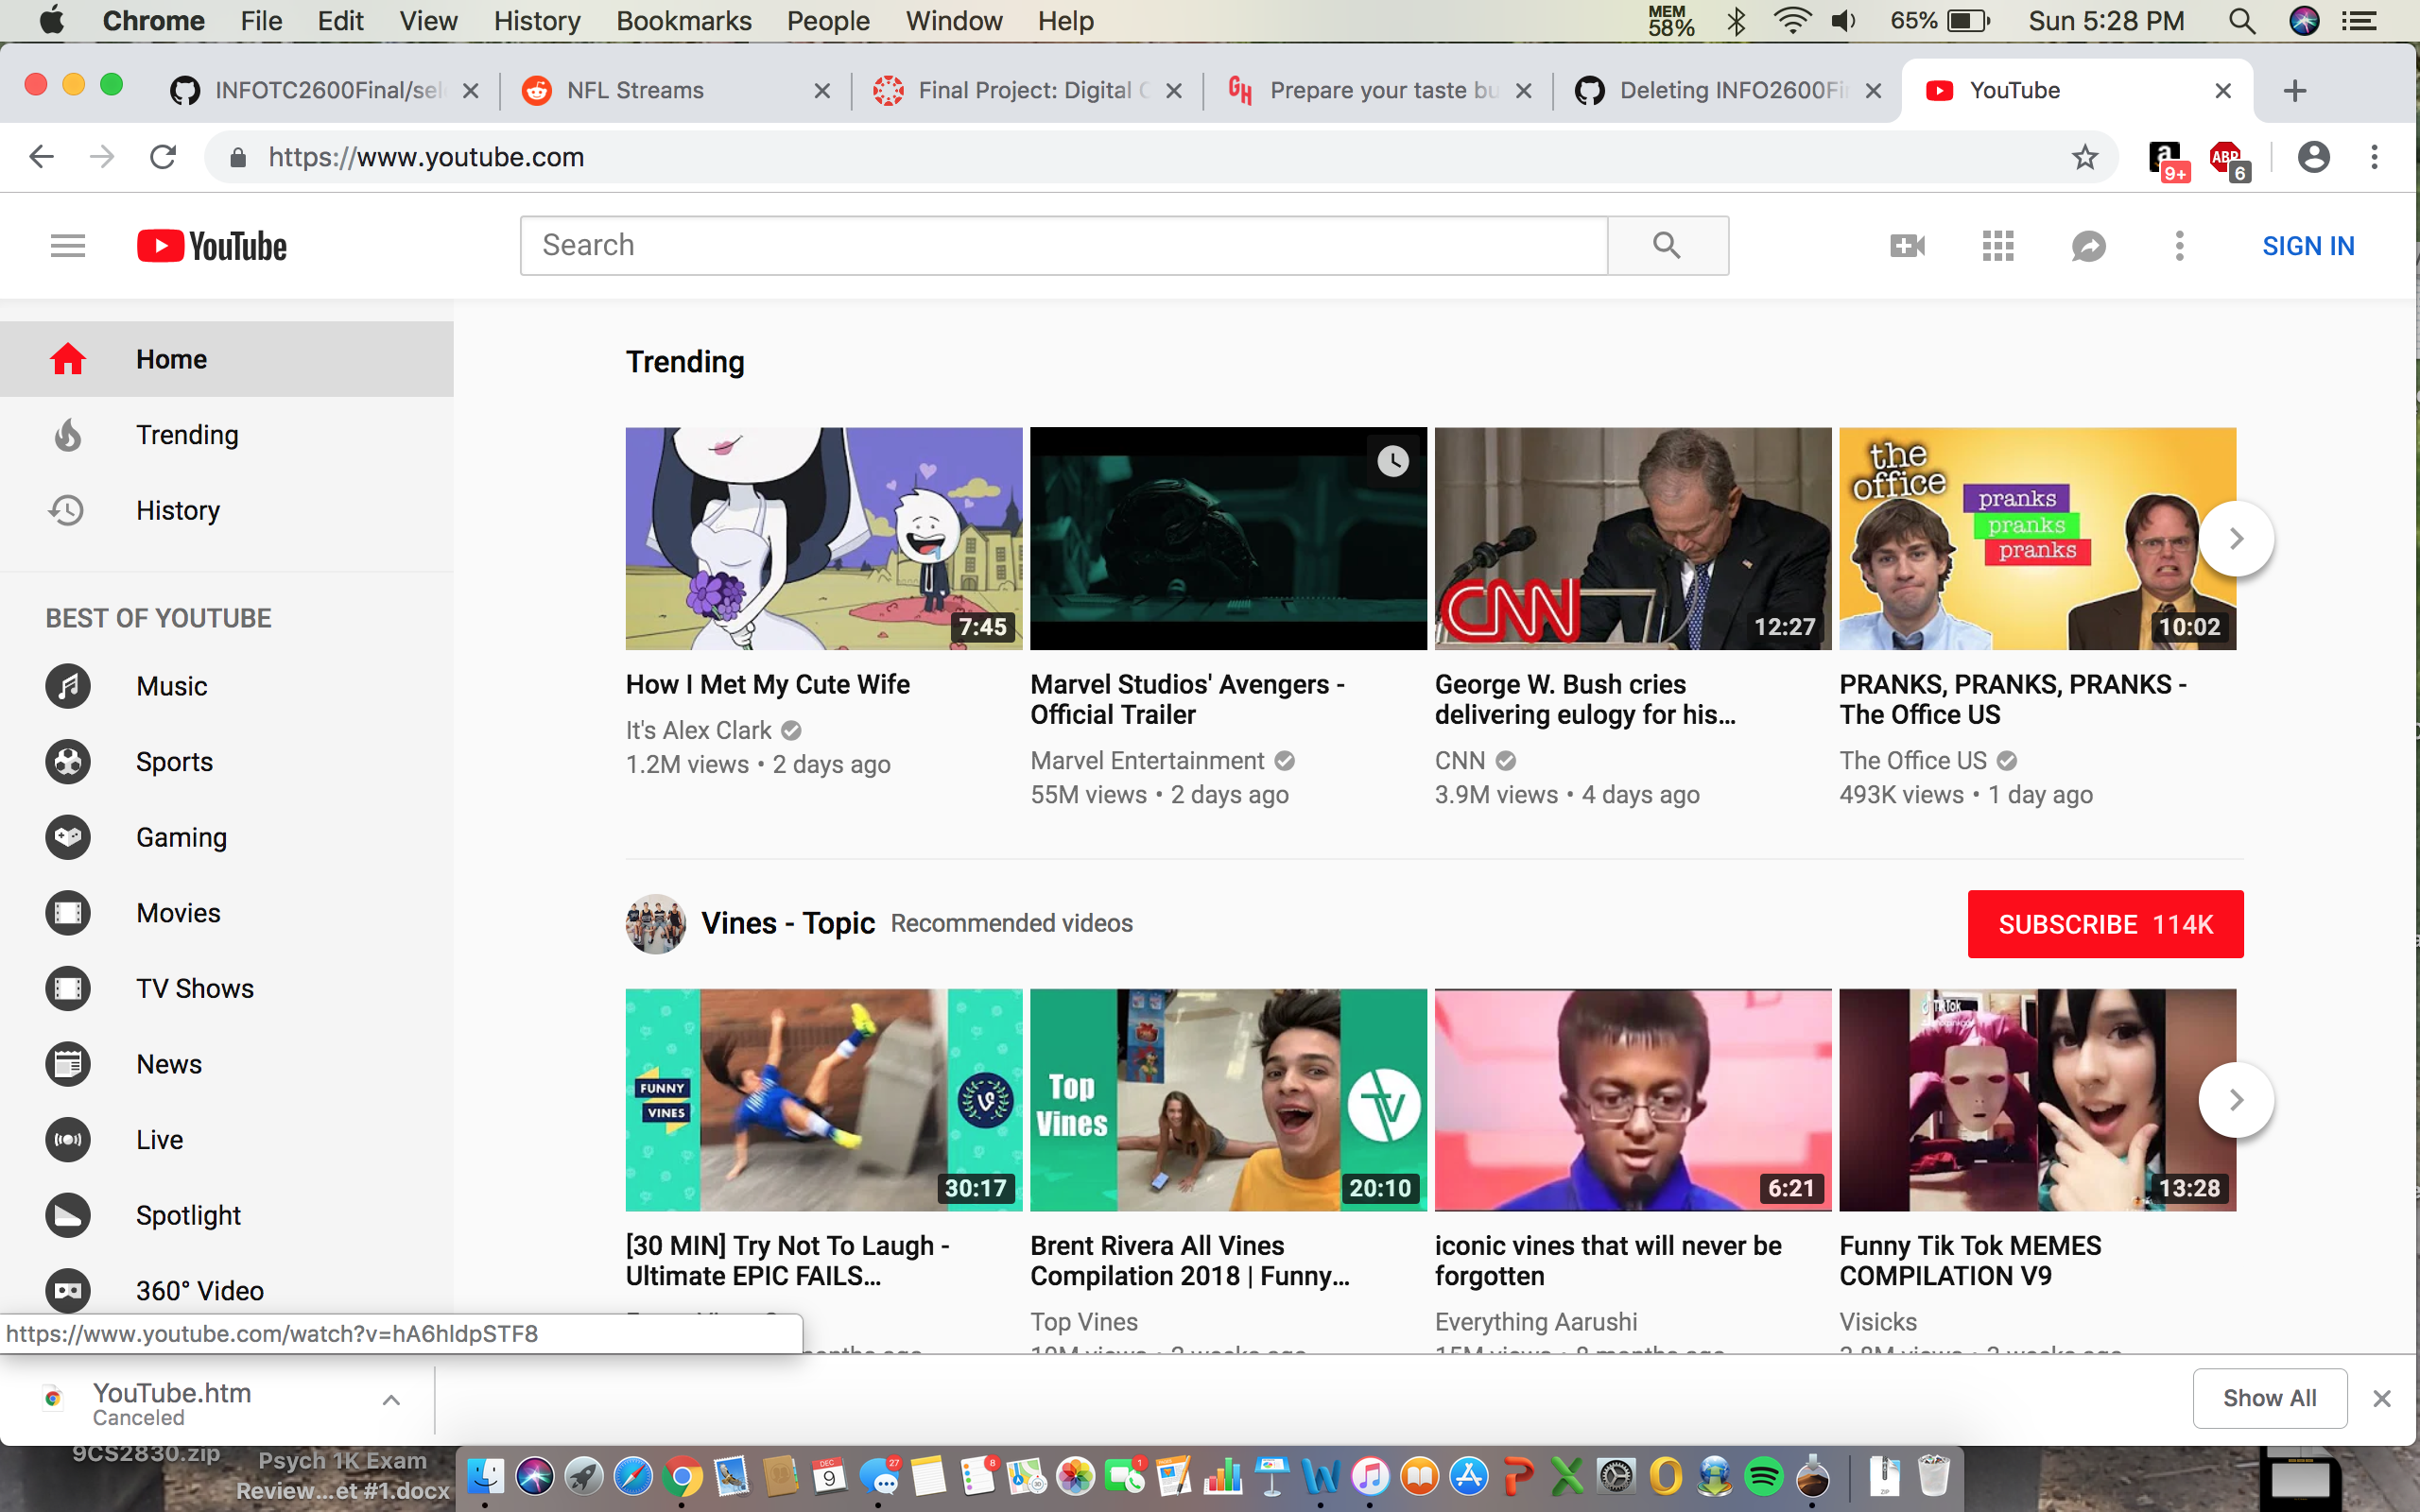 Chrome File Edit View History Bookmarks People Window Help MEM 58% 65% Sun 5:28 PM
INFOTC2600Final/sel NFL Streams Final Project: Digital C Prepare your taste bu Deleting INFO2600Fi YouTube
https://www.youtube.com a 9+ ABP 6
YouTube Search SIGN IN
Home
Trending
History
BEST OF YOUTUBE
Music
Sports
Gaming
Movies
TV Shows
News
Live
Spotlight
360° Video
Trending
the office
pranks
pranks
pranks
CNN
7:45 12:27 10:02
How I Met My Cute Wife
It's Alex Clark
1.2M views • 2 days ago
Marvel Studios' Avengers -
Official Trailer
Marvel Entertainment
55M views • 2 days ago
George W. Bush cries
delivering eulogy for his...
CNN
3.9M views • 4 days ago
PRANKS, PRANKS, PRANKS -
The Office US
The Office US
493K views • 1 day ago
Vines - Topic Recommended videos SUBSCRIBE 114K
FUNNY
VINES
Top
Vines
TikTok
30:17 20:10 6:21 13:28
[30 MIN] Try Not To Laugh -
Ultimate EPIC FAILS...
Brent Rivera All Vines
Compilation 2018 | Funny...
Top Vines
iconic vines that will never be
forgotten
Everything Aarushi
Funny Tik Tok MEMES
COMPILATION V9
Visicks
https://www.youtube.com/watch?v=hA6hldpSTF8
YouTube.htm
Canceled
Show All
9CS2830.zip
Psych 1K Exam
Review...et #1.docx
DEC
9
27
8
1
ZIP